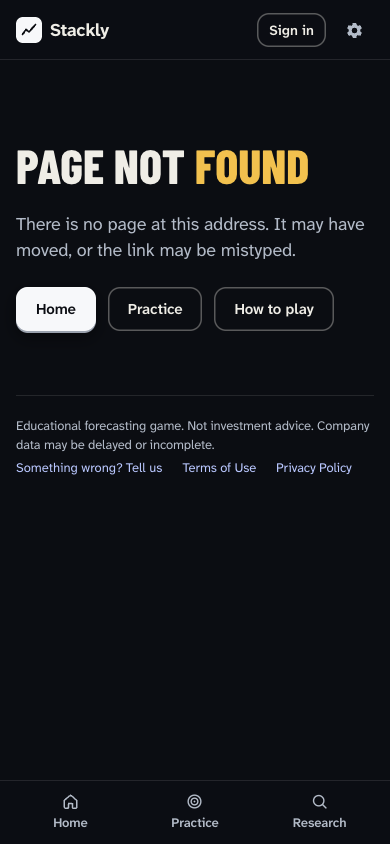 Stackly
Sign in
PAGE NOT FOUND
There is no page at this address. It may have
moved, or the link may be mistyped.
Home
Practice
How to play
Educational forecasting game. Not investment advice. Company
data may be delayed or incomplete.
Something wrong? Tell us
Terms of Use
Privacy Policy
Home
Practice
Research